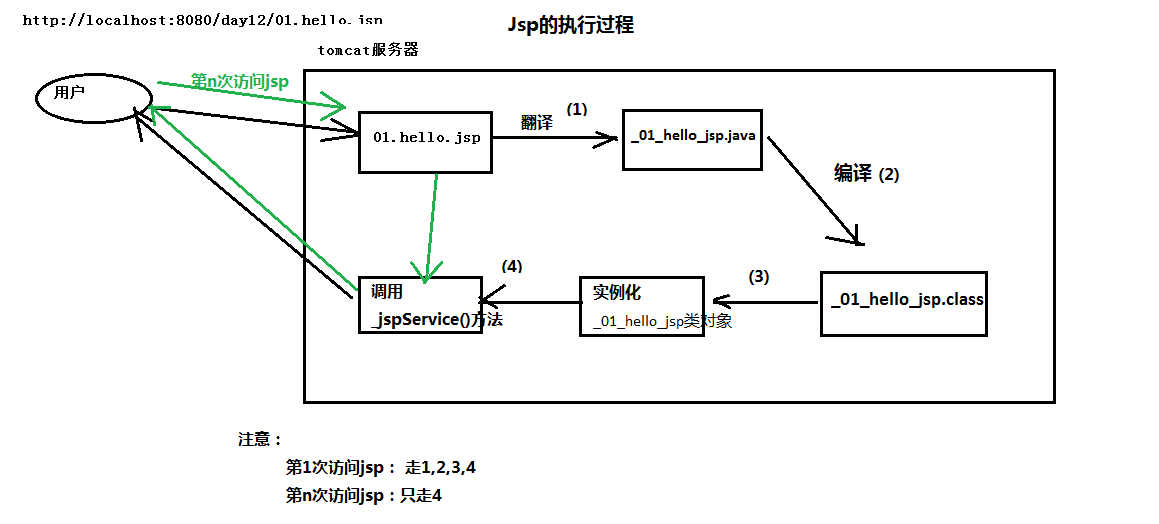 http://localhost:8080/day12/01.hello.jsp
Jsp的执行过程
tomcat服务器
用户
第n次访问jsp
01.hello.jsp
翻译
(1)
_01_hello_jsp.java
编译 (2)
调用
_jspService()方法
(4)
实例化
_01_hello_jsp类对象
(3)
_01_hello_jsp.class
注意：
第1次访问jsp： 走1,2,3,4
第n次访问jsp：只走4